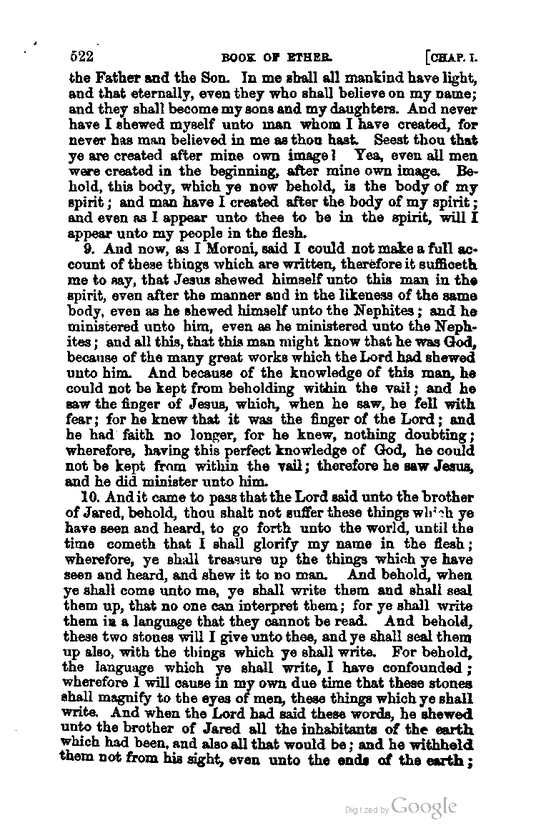 522 BOOK OF ETHER. [CHAP. I.
the Father and the Son. In me shall all mankind have light,
and that eternally, even they who shall believe on my name;
and they shall become my sons and my daughters. And never
have I shewed myself unto man whom I have created, for
never has man believed in me as thou hast. Seest thou that
ye are created after mine own image? Yea, even all men
were created in the beginning, after mine own image. Be-
hold, this body, which ye now behold, is the body of my
spirit; and man have I created after the body of my spirit;
and even as I appear unto thee to be in the spirit, will I
appear unto my people in the flesh.
9. And now, as I Moroni, said I could not make a full ac-
count of these things which are written, therefore it sufficeth
me to say, that Jesus shewed himself unto this man in the
spirit, even after the manner and in the likeness of the same
body, even as he shewed himself unto the Nephites; and he
ministered unto him, even as he ministered unto the Neph-
ites; and all this, that this man might know that he was God,
because of the many great works which the Lord had shewed
unto him. And because of the knowledge of this man, he
could not be kept from beholding within the vail; and he
saw the finger of Jesus, which, when he saw, he fell with
fear; for he knew that it was the finger of the Lord; and
he had faith no longer, for he knew, nothing doubting;
wherefore, having this perfect knowledge of God, he could
not be kept from within the vail; therefore he saw Jesus,
and he did minister unto him.
10. And it came to pass that the Lord said unto the brother
of Jared, behold, thou shalt not suffer these things which ye
have seen and heard, to go forth unto the world, until the
time cometh that I shall glorify my name in the flesh;
wherefore, ye shall treasure up the things which ye have
seen and heard, and shew it to no man. And behold, when
ye shall come unto me, ye shall write them and shall seal
them up, that no one can interpret them; for ye shall write
them in a language that they cannot be read. And behold,
these two stones will I give unto thee, and ye shall seal them
up also, with the things which ye shall write. For behold,
the language which ye shall write, I have confounded;
wherefore I will cause in my own due time that these stones
shall magnify to the eyes of men, these things which ye shall
write. And when the Lord had said these words, he shewed
unto the brother of Jared all the inhabitants of the earth
which had been, and also all that would be; and he withheld
them not from his sight, even unto the ends of the earth;
Digitized by Google